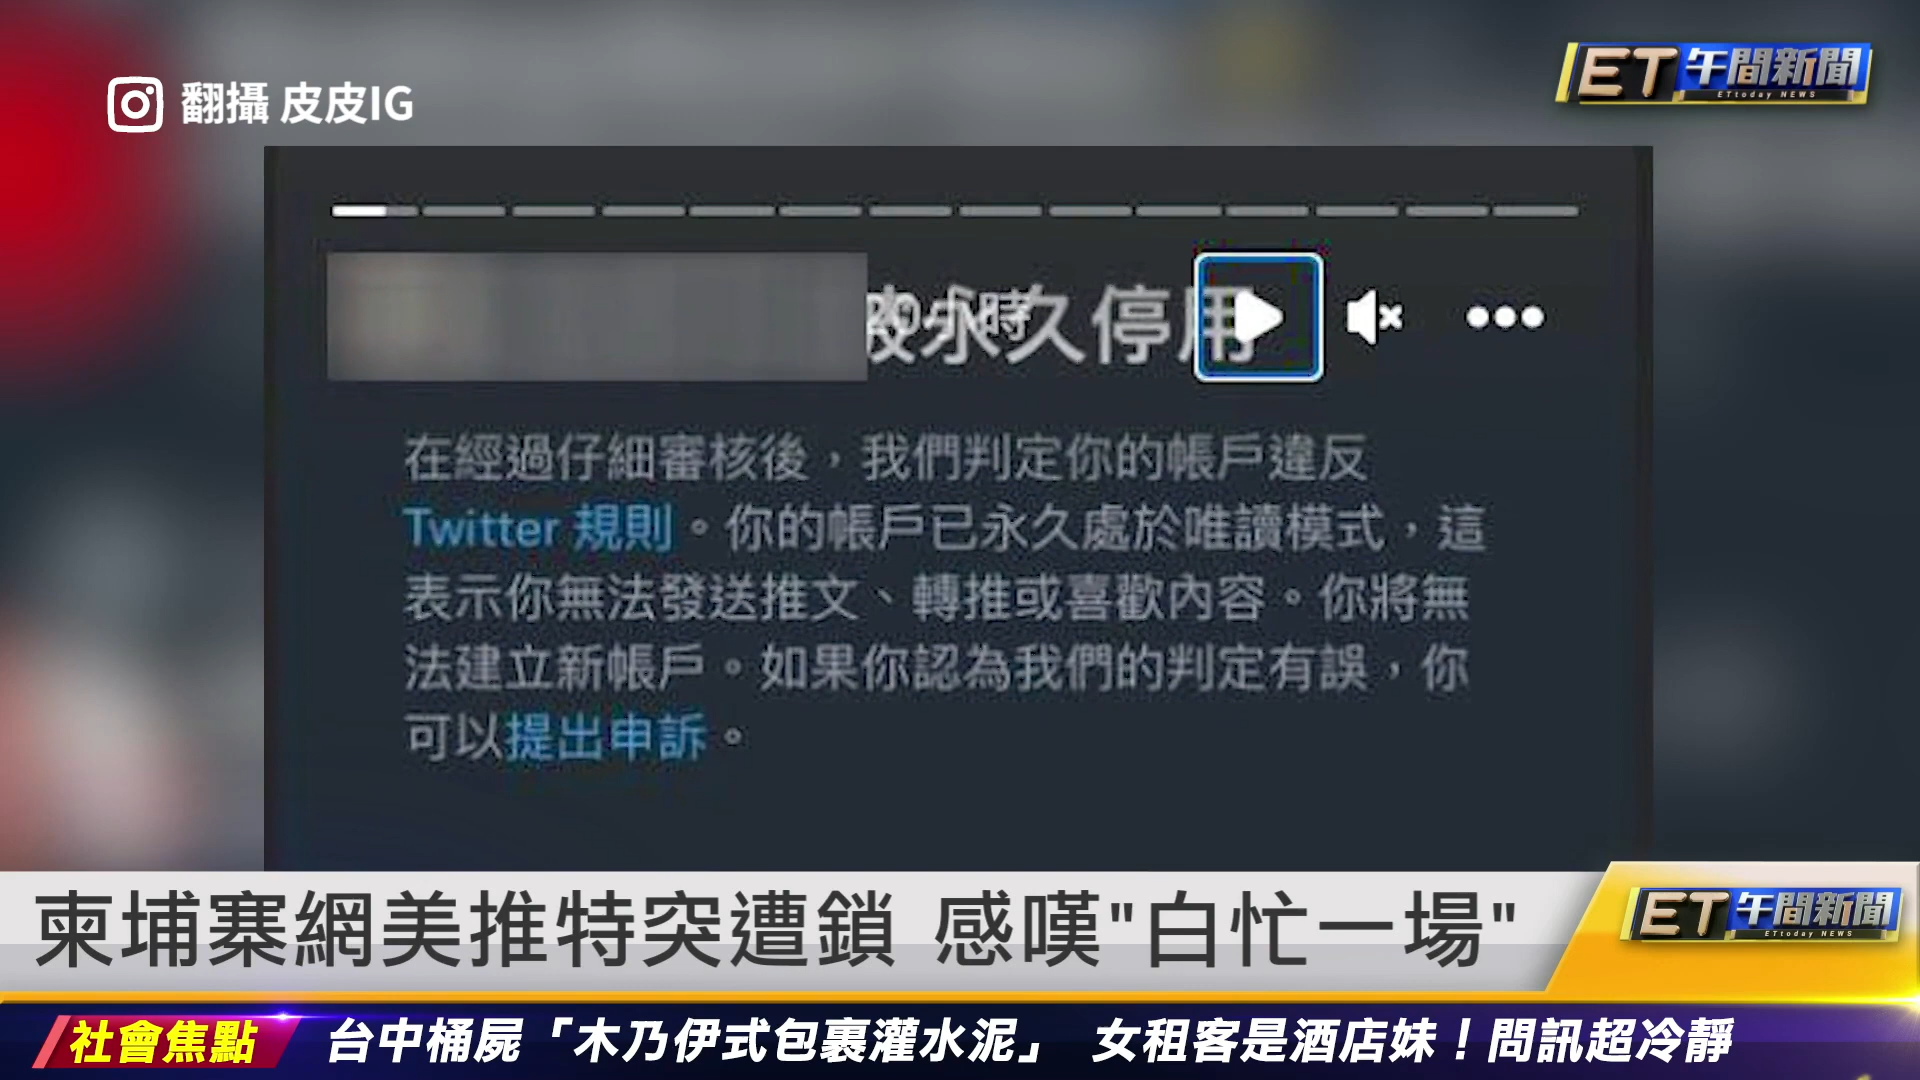 翻攝 皮皮IG
ET午間新聞
ETtoday NEWS
永久停用
20小時
在經過仔細審核後，我們判定你的帳戶違反
Twitter 規則。你的帳戶已永久處於唯讀模式，這
表示你無法發送推文、轉推或喜歡內容。你將無
法建立新帳戶。如果你認為我們的判定有誤，你
可以提出申訴。
柬埔寨網美推特突遭鎖 感嘆"白忙一場"
ET午間新聞
ETtoday NEWS
社會焦點
台中桶屍「木乃伊式包裹灌水泥」 女租客是酒店妹！問訊超冷靜